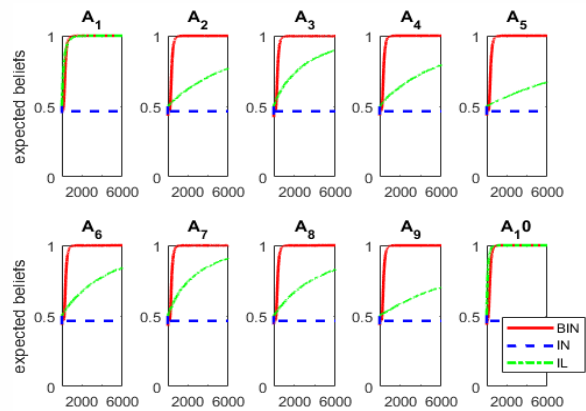 A1 A2 A3 A4 A5
expected beliefs
1 1 1 1 1
0.5 0.5 0.5 0.5 0.5
0 0 0 0 0
2000 6000 2000 6000 2000 6000 2000 6000 2000 6000
A6 A7 A8 A9 A10
expected beliefs
1 1 1 1 1
0.5 0.5 0.5 0.5 0.5
0 0 0 0 0
2000 6000 2000 6000 2000 6000 2000 6000 2000 6000
BIN
IN
IL